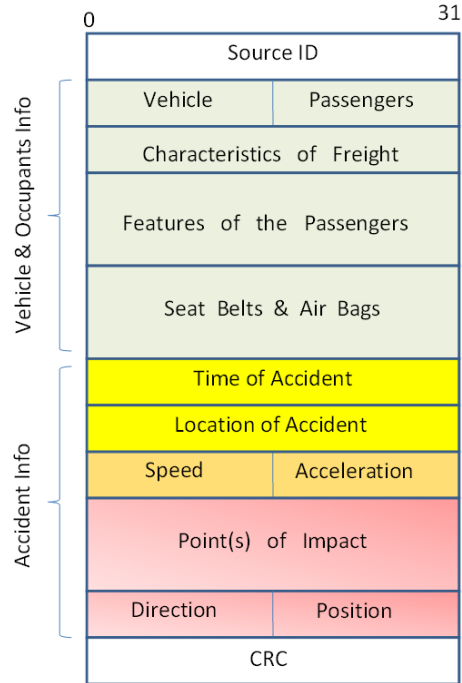 0 31
Source ID
Vehicle & Occupants Info
Vehicle Passengers
Characteristics of Freight
Features of the Passengers
Seat Belts & Air Bags
Accident Info
Time of Accident
Location of Accident
Speed Acceleration
Point(s) of Impact
Direction Position
CRC